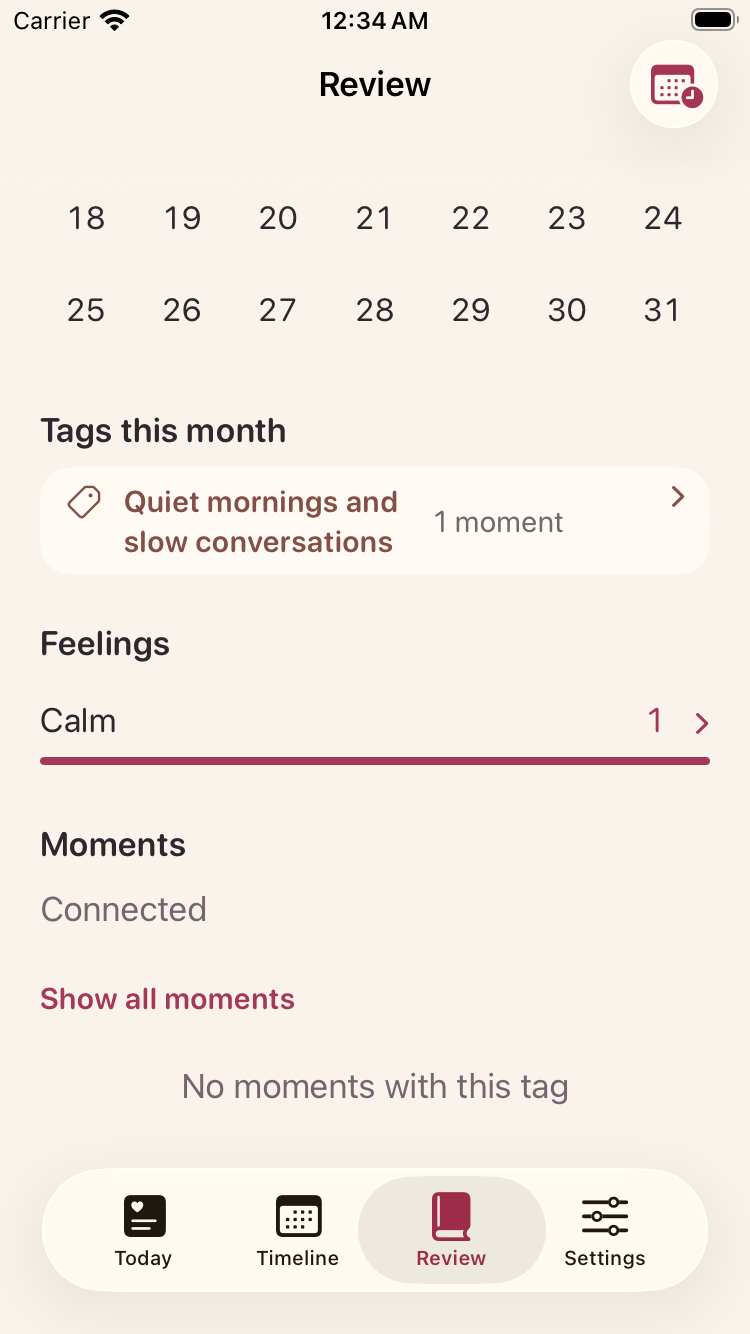 Carrier 12:34 AM
Review
18 19 20 21 22 23 24
25 26 27 28 29 30 31
Tags this month
Quiet mornings and
slow conversations
1 moment
Feelings
Calm 1
Moments
Connected
Show all moments
No moments with this tag
Today Timeline Review Settings